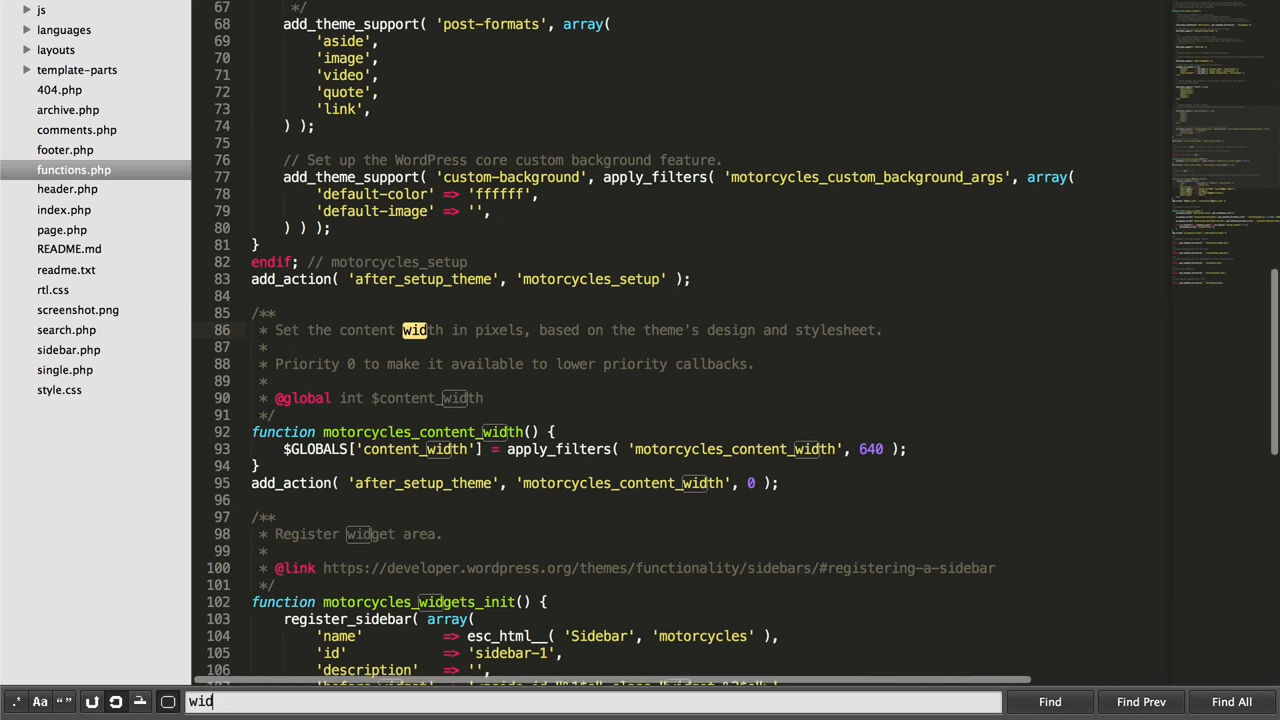 js
languages
layouts
template-parts
404.php
archive.php
comments.php
footer.php
functions.php
header.php
index.php
page.php
README.md
readme.txt
rtl.css
screenshot.png
search.php
sidebar.php
single.php
style.css
67 */
68 add_theme_support( 'post-formats', array(
69 'aside',
70 'image',
71 'video',
72 'quote',
73 'link',
74 ) );
75
76 // Set up the WordPress core custom background feature.
77 add_theme_support( 'custom-background', apply_filters( 'motorcycles_custom_background_args', array(
78 'default-color' => 'ffffff',
79 'default-image' => '',
80 ) ) );
81 }
82 endif; // motorcycles_setup
83 add_action( 'after_setup_theme', 'motorcycles_setup' );
84
85 /**
86 * Set the content width in pixels, based on the theme's design and stylesheet.
87 *
88 * Priority 0 to make it available to lower priority callbacks.
89 *
90 * @global int $content_width
91 */
92 function motorcycles_content_width() {
93 $GLOBALS['content_width'] = apply_filters( 'motorcycles_content_width', 640 );
94 }
95 add_action( 'after_setup_theme', 'motorcycles_content_width', 0 );
96
97 /**
98 * Register widget area.
99 *
100 * @link https://developer.wordpress.org/themes/functionality/sidebars/#registering-a-sidebar
101 */
102 function motorcycles_widgets_init() {
103 register_sidebar( array(
104 'name' => esc_html__( 'Sidebar', 'motorcycles' ),
105 'id' => 'sidebar-1',
106 'description' => '',
.* Aa “ ” wid Find Find Prev Find All